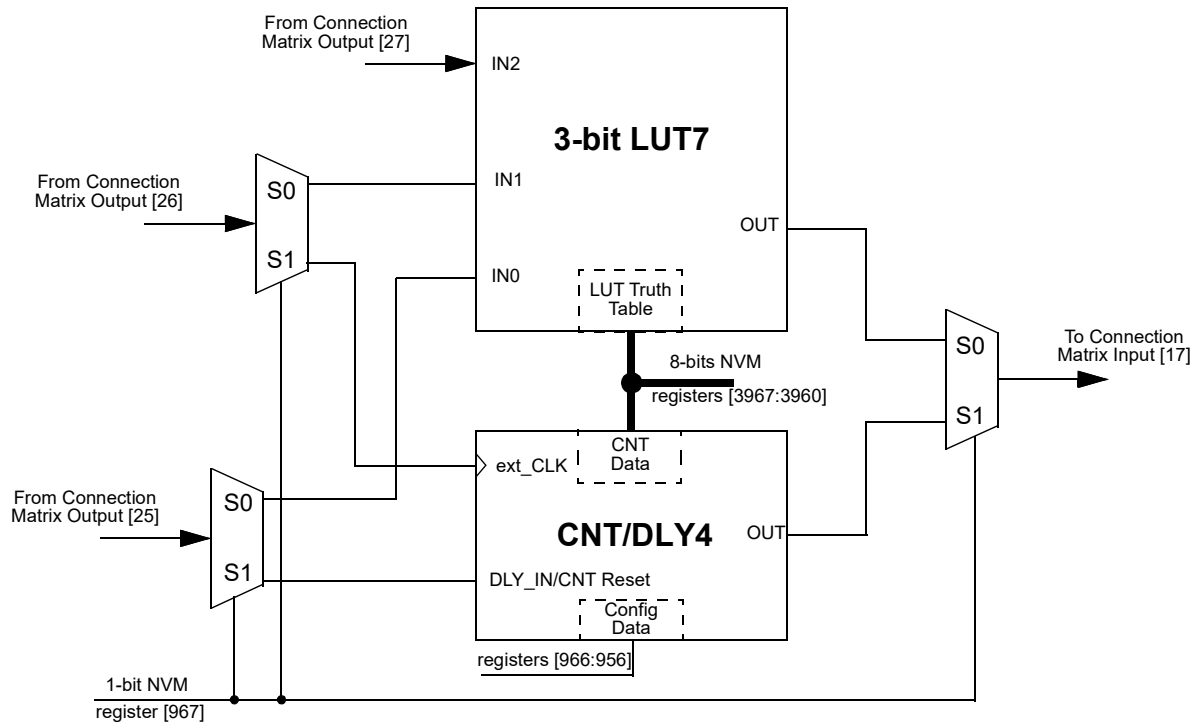 From Connection
Matrix Output [27]
IN2
3-bit LUT7
From Connection
Matrix Output [26]
S0
S1
IN1
OUT
IN0
LUT Truth
Table
S0
S1
To Connection
Matrix Input [17]
8-bits NVM
registers [3967:3960]
CNT
Data
ext_CLK
From Connection
Matrix Output [25]
S0
S1
CNT/DLY4
OUT
DLY_IN/CNT Reset
Config
Data
registers [966:956]
1-bit NVM
register [967]